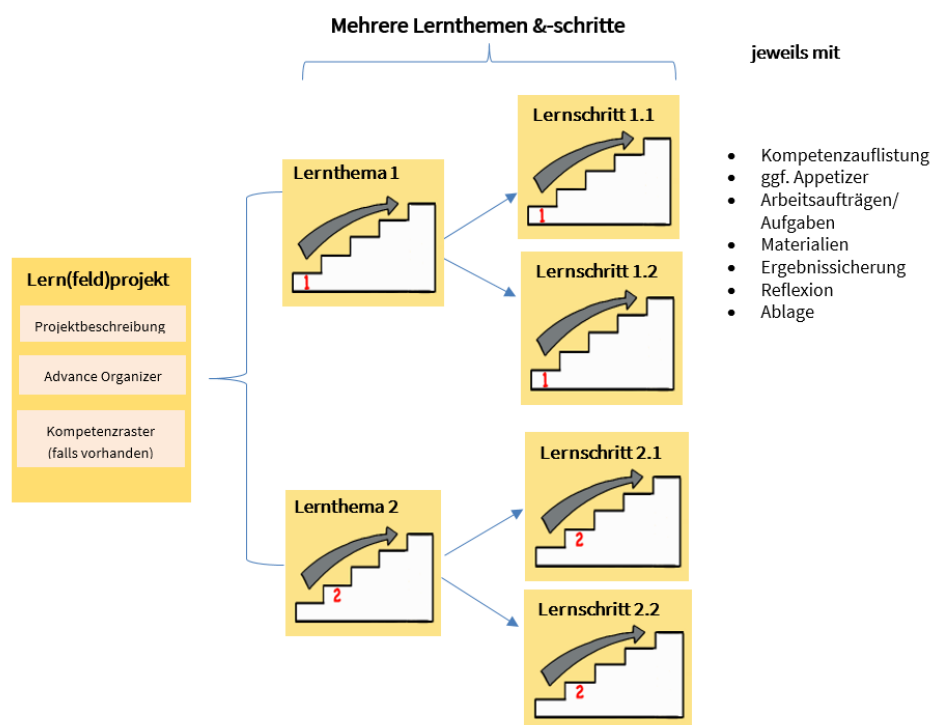 Mehrere Lernthemen &-schritte
jeweils mit
Lern(feld)projekt
Projektbeschreibung
Advance Organizer
Kompetenzraster
(falls vorhanden)
Lernthema 1
1
Lernschritt 1.1
1
Lernschritt 1.2
1
Lernthema 2
2
Lernschritt 2.1
2
Lernschritt 2.2
2
• Kompetenzauflistung
• ggf. Appetizer
• Arbeitsaufträgen/
Aufgaben
• Materialien
• Ergebnissicherung
• Reflexion
• Ablage